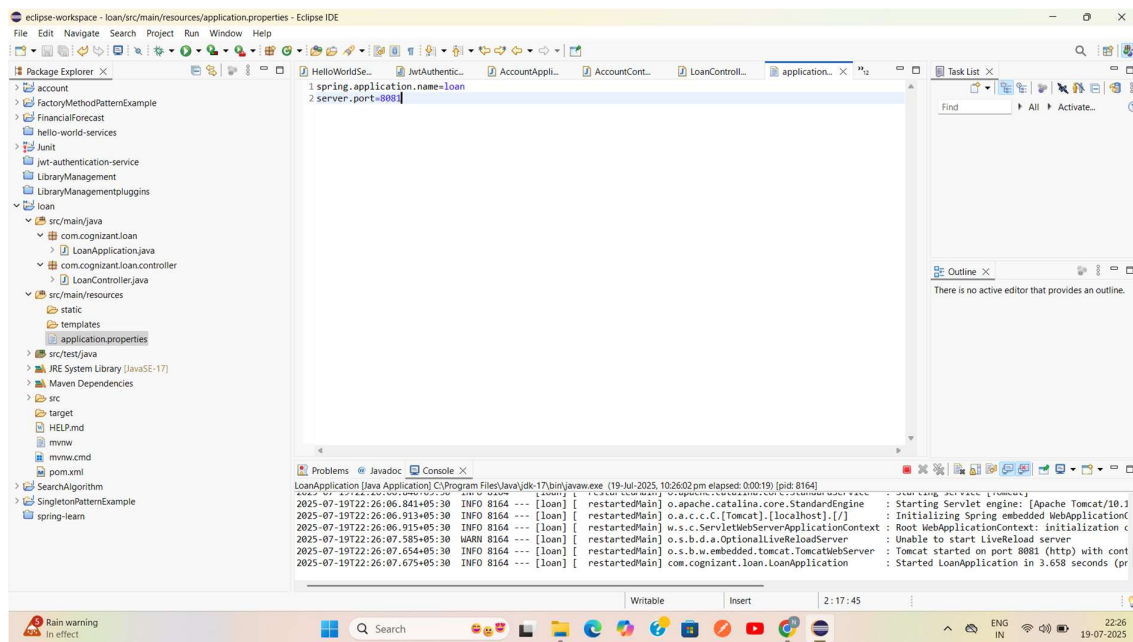 eclipse-workspace - loan/src/main/resources/application.properties - Eclipse IDE
File Edit Navigate Search Project Run Window Help
Package Explorer
account
FactoryMethodPatternExample
FinancialForecast
hello-world-services
Junit
jwt-authentication-service
LibraryManagement
LibraryManagementpluggins
loan
src/main/java
com.cognizant.loan
LoanApplication.java
com.cognizant.loan.controller
LoanController.java
src/main/resources
static
templates
application.properties
src/test/java
JRE System Library [JavaSE-17]
Maven Dependencies
src
target
HELP.md
mvnw
mvnw.cmd
pom.xml
SearchAlgorithm
SingletonPatternExample
spring-learn
HelloWorldSe... JwtAuthentic... AccountAppli... AccountCont... LoanControll... application... 12
1 spring.application.name=loan
2 server.port=8081
Task List
Find All Activate...
Outline
There is no active editor that provides an outline.
Problems Javadoc Console
LoanApplication [Java Application] C:\Program Files\Java\jdk-17\bin\javaw.exe (19-Jul-2025, 10:26:02 pm elapsed: 0:00:19) [pid: 8164]
2025-07-19T22:26:06.841+05:30 INFO 8164 --- [loan] [ restartedMain] o.apache.catalina.core.StandardEngine : Starting Servlet engine: [Apache Tomcat/10.1
2025-07-19T22:26:06.913+05:30 INFO 8164 --- [loan] [ restartedMain] o.a.c.c.C.[Tomcat].[localhost].[/] : Initializing Spring embedded WebApplicationC
2025-07-19T22:26:06.915+05:30 INFO 8164 --- [loan] [ restartedMain] w.s.c.ServletWebServerApplicationContext : Root WebApplicationContext: initialization c
2025-07-19T22:26:07.585+05:30 WARN 8164 --- [loan] [ restartedMain] o.s.b.d.a.OptionalLiveReloadServer : Unable to start LiveReload server
2025-07-19T22:26:07.654+05:30 INFO 8164 --- [loan] [ restartedMain] o.s.b.w.embedded.tomcat.TomcatWebServer : Tomcat started on port 8081 (http) with cont
2025-07-19T22:26:07.675+05:30 INFO 8164 --- [loan] [ restartedMain] com.cognizant.loan.LoanApplication : Started LoanApplication in 3.658 seconds (pr
Writable Insert 2:17:45
5
Rain warning
In effect
Search
ENG
IN
22:26
19-07-2025